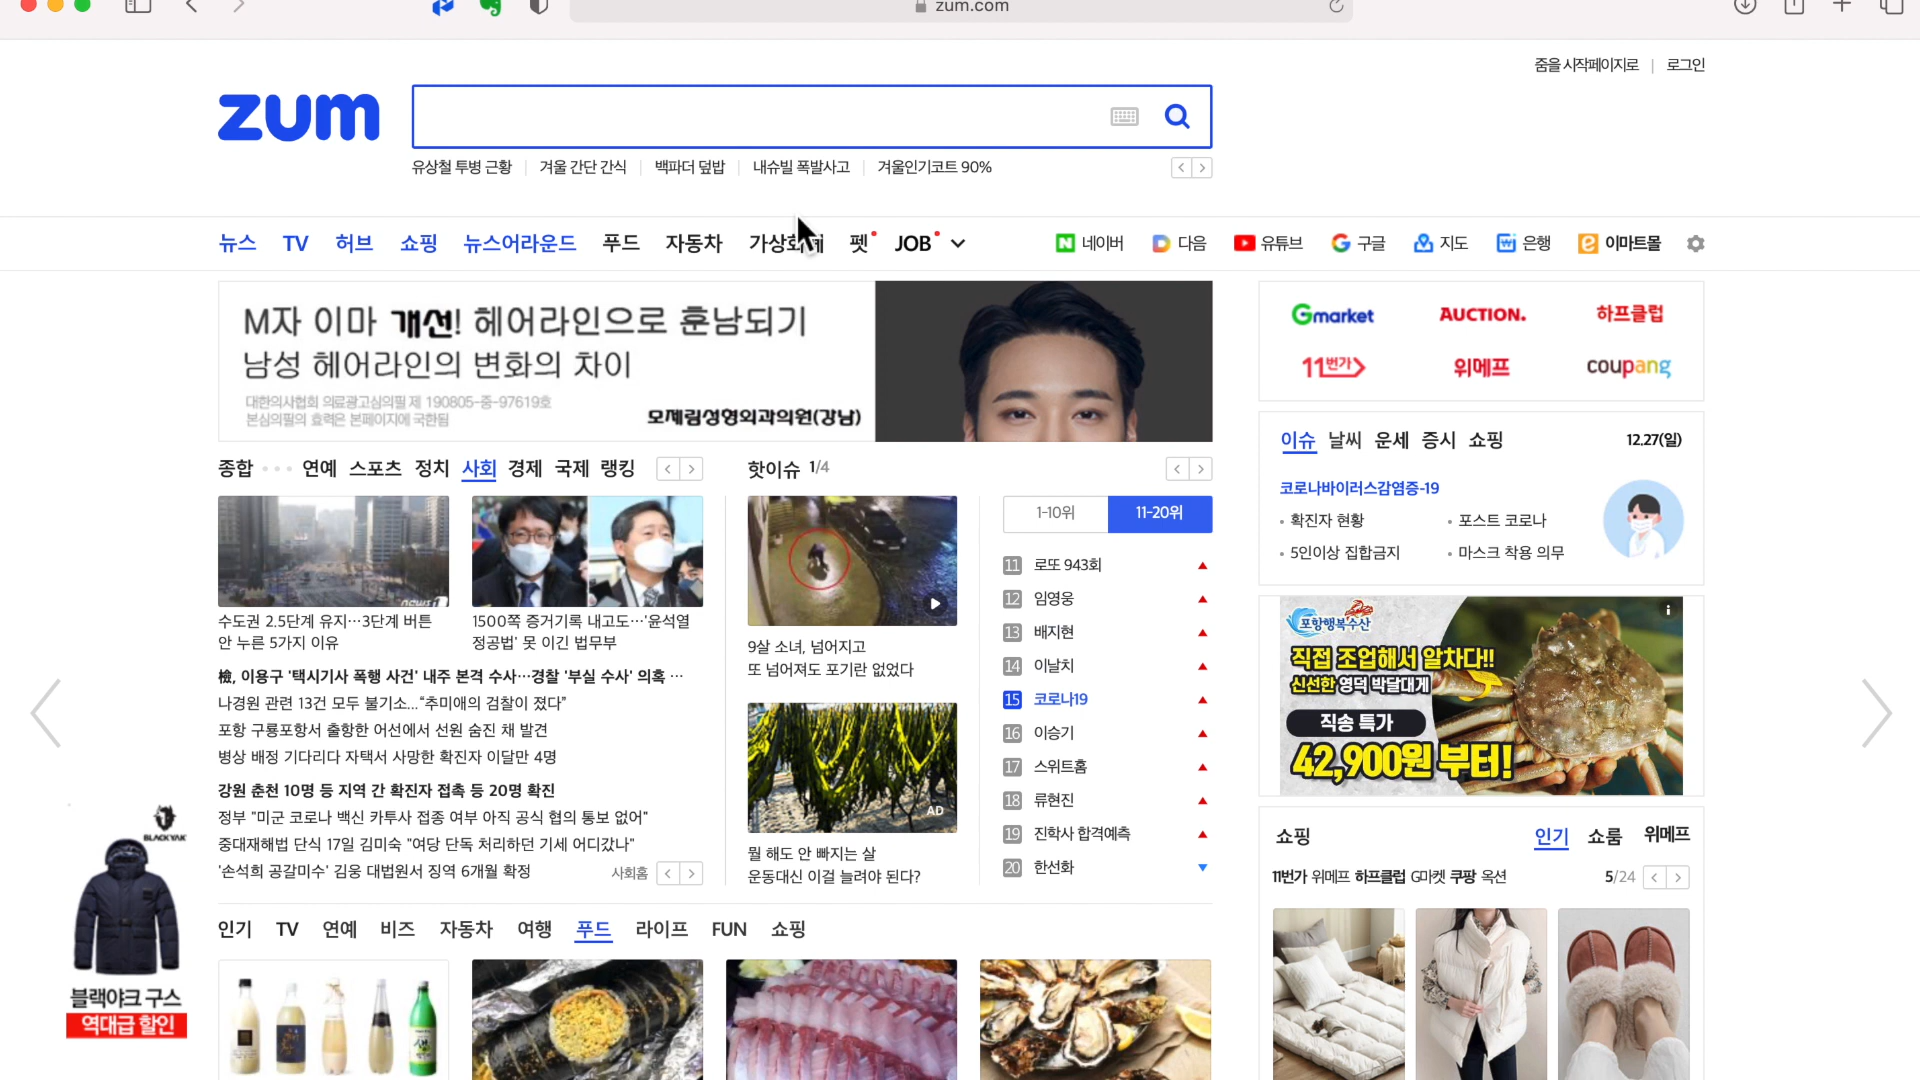 zum.com
줌을 시작페이지로 | 로그인
zum
유상철 투병 근황 | 겨울 간단 간식 | 백파더 덮밥 | 내슈빌 폭발사고 | 겨울인기코트 90%
뉴스 TV 허브 쇼핑 뉴스어라운드 푸드 자동차 가상화폐 펫 JOB
네이버 다음 유튜브 구글 지도 은행 이마트몰
M자 이마 개선! 헤어라인으로 훈남되기
남성 헤어라인의 변화의 차이
대한의사협회 의료광고심의필 제 190805-중-97619호
본심의필의 효력은 본페이지에 국한됨
모제림성형외과의원(강남)
Gmarket AUCTION. 하프클럽
11번가 위메프 coupang
종합 연예 스포츠 정치 사회 경제 국제 랭킹
수도권 2.5단계 유지…3단계 버튼
안 누른 5가지 이유
1500쪽 증거기록 내고도…'윤석열
정공법' 못 이긴 법무부
檢, 이용구 '택시기사 폭행 사건' 내주 본격 수사…경찰 '부실 수사' 의혹 …
나경원 관련 13건 모두 불기소…“추미애의 검찰이 졌다”
포항 구룡포항서 출항한 어선에서 선원 숨진 채 발견
병상 배정 기다리다 자택서 사망한 확진자 이달만 4명
강원 춘천 10명 등 지역 간 확진자 접촉 등 20명 확진
정부 "미군 코로나 백신 카투사 접종 여부 아직 공식 협의 통보 없어"
중대재해법 단식 17일 김미숙 "여당 단독 처리하던 기세 어디갔나"
'손석희 공갈미수' 김웅 대법원서 징역 6개월 확정
사회홈
핫이슈 1/4
9살 소녀, 넘어지고
또 넘어져도 포기란 없었다
AD
뭘 해도 안 빠지는 살
운동대신 이걸 늘려야 된다?
1-10위 11-20위
11 로또 943회
12 임영웅
13 배지현
14 이날치
15 코로나19
16 이승기
17 스위트홈
18 류현진
19 진학사 합격예측
20 한선화
이슈 날씨 운세 증시 쇼핑 12.27(일)
코로나바이러스감염증-19
확진자 현황 포스트 코로나
5인이상 집합금지 마스크 착용 의무
포항행복수산
직접 조업해서 알차다!!
신선한 영덕 박달대게
직송 특가
42,900원 부터!
쇼핑 인기 쇼룸 위메프
11번가 위메프 하프클럽 G마켓 쿠팡 옥션 5/24
BLACKYAK
블랙야크 구스
역대급 할인
인기 TV 연예 비즈 자동차 여행 푸드 라이프 FUN 쇼핑